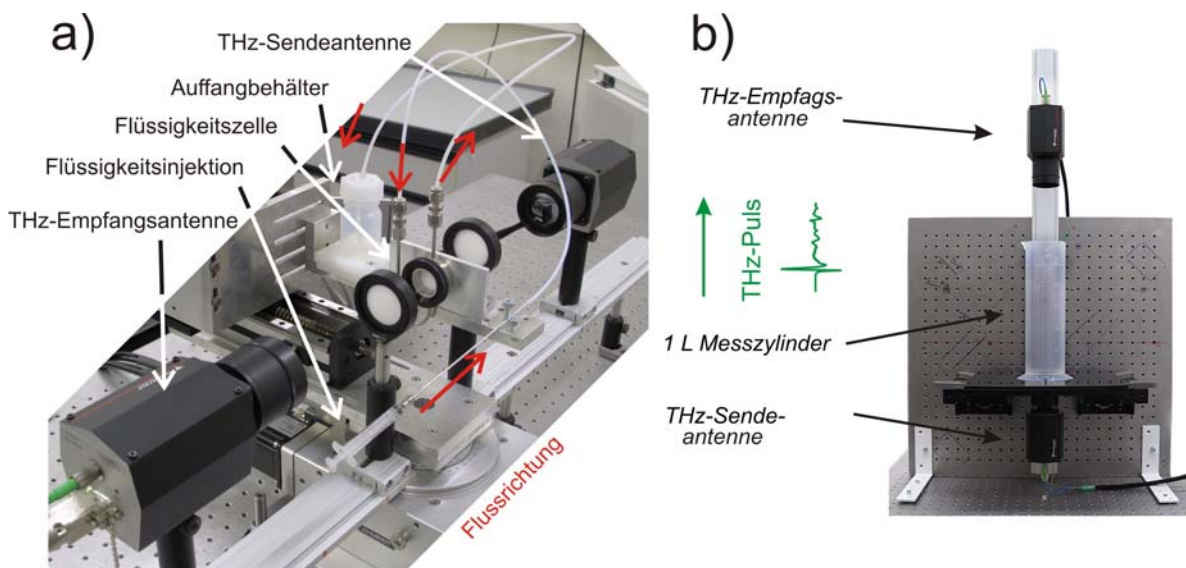 a)
THz-Sendeantenne
Auffangbehälter
Flüssigkeitszelle
Flüssigkeitsinjektion
THz-Empfangsantenne
Flussrichtung
b)
THz-Empfags-
antenne
THz-Puls
1 L Messzylinder
THz-Sende-
antenne